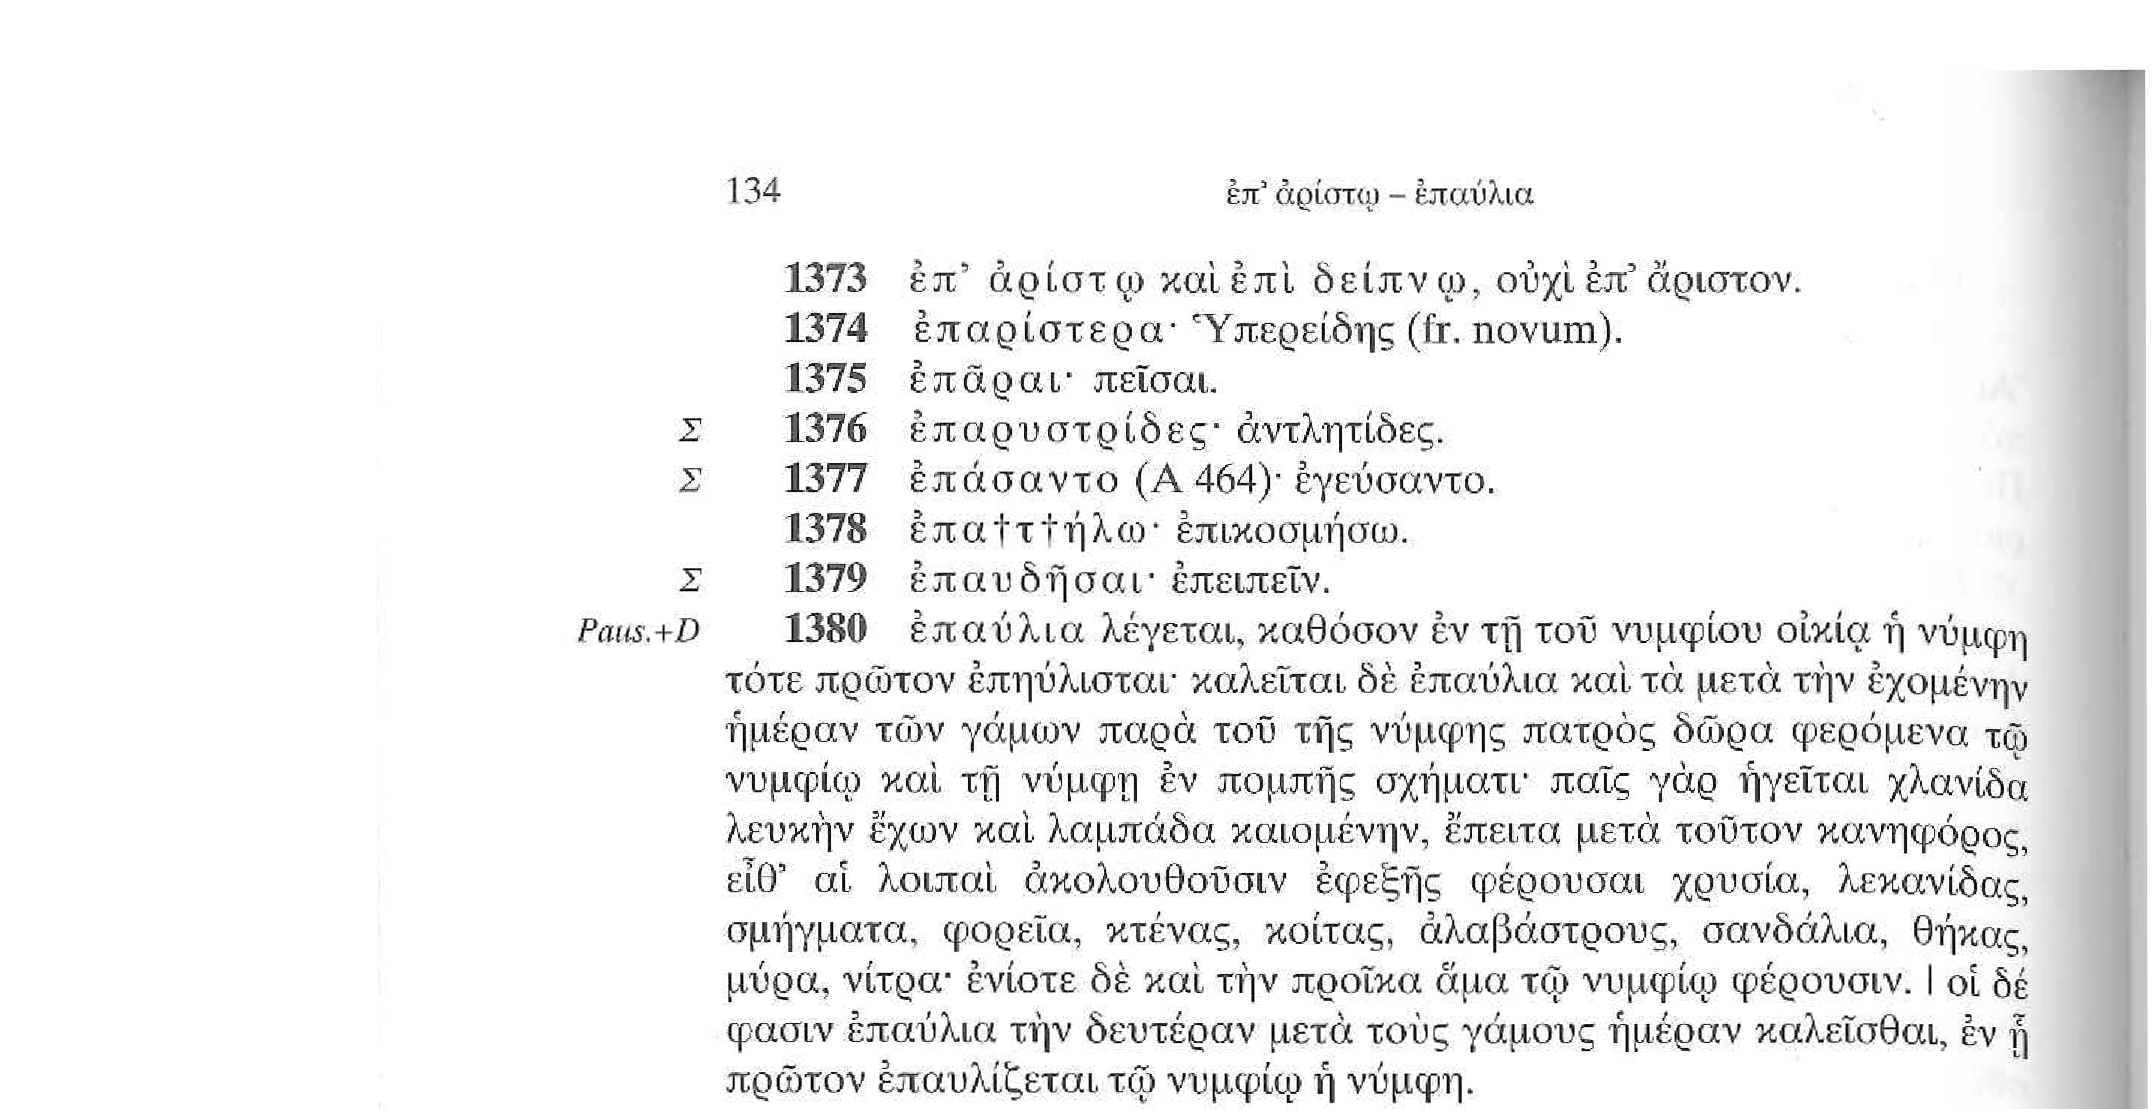 134 ἐπ’ ἀρίστῳ – ἐπαύλια
1373 ἐπ’ ἀρίστῳ καὶ ἐπὶ δείπνῳ, οὐχὶ ἐπ’ ἄριστον.
1374 ἐπαρίστερα· Ὑπερείδης (fr. novum).
1375 ἐπᾶραι· πεῖσαι.
Σ 1376 ἐπαρυστρίδες· ἀντλητίδες.
Σ 1377 ἐπάσαντο (Α 464)· ἐγεύσαντο.
1378 ἐπα†τ†ήλω· ἐπικοσμήσω.
Σ 1379 ἐπαυδῆσαι· ἐπειπεῖν.
Paus.+D 1380 ἐπαύλια λέγεται, καθόσον ἐν τῇ τοῦ νυμφίου οἰκίᾳ ἡ νύμφη
τότε πρῶτον ἐπηύλισται· καλεῖται δὲ ἐπαύλια καὶ τὰ μετὰ τὴν ἐχομένην
ἡμέραν τῶν γάμων παρὰ τοῦ τῆς νύμφης πατρὸς δῶρα φερόμενα τῷ
νυμφίῳ καὶ τῇ νύμφῃ ἐν πομπῆς σχήματι· παῖς γὰρ ἡγεῖται χλανίδα
λευκὴν ἔχων καὶ λαμπάδα καιομένην, ἔπειτα μετὰ τοῦτον κανηφόρος,
εἶθ’ αἱ λοιπαὶ ἀκολουθοῦσιν ἐφεξῆς φέρουσαι χρυσία, λεκανίδας,
σμήγματα, φορεῖα, κτένας, κοίτας, ἀλαβάστρους, σανδάλια, θήκας,
μύρα, νίτρα· ἐνίοτε δὲ καὶ τὴν προῖκα ἅμα τῷ νυμφίῳ φέρουσιν. | οἱ δέ
φασιν ἐπαύλια τὴν δευτέραν μετὰ τοὺς γάμους ἡμέραν καλεῖσθαι, ἐν ᾗ
πρῶτον ἐπαυλίζεται τῷ νυμφίῳ ἡ νύμφη.